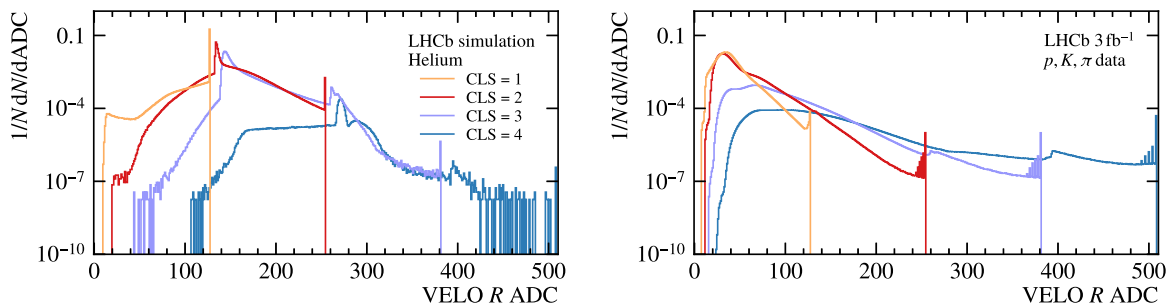 1/N dN/dADC
0.1
10⁻⁴
10⁻⁷
10⁻¹⁰
LHCb simulation
Helium
CLS = 1
CLS = 2
CLS = 3
CLS = 4
0 100 200 300 400 500
VELO R ADC
1/N dN/dADC
0.1
10⁻⁴
10⁻⁷
10⁻¹⁰
LHCb 3 fb⁻¹
p, K, π data
0 100 200 300 400 500
VELO R ADC